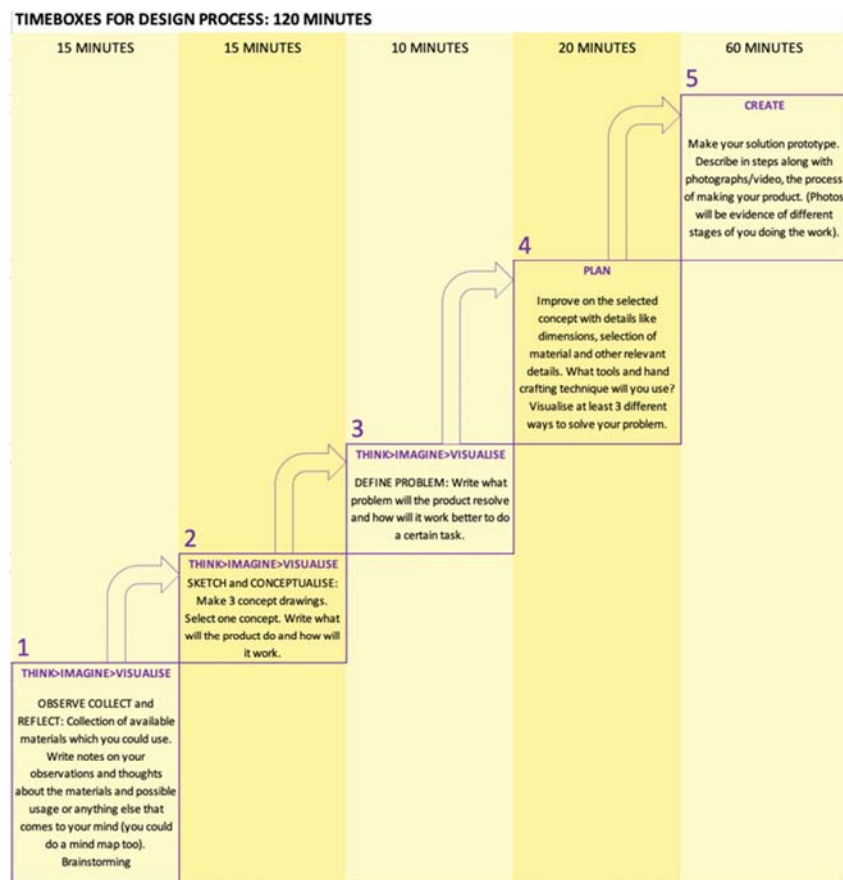 TIMEBOXES FOR DESIGN PROCESS: 120 MINUTES
15 MINUTES
15 MINUTES
10 MINUTES
20 MINUTES
60 MINUTES
1
THINK>IMAGINE>VISUALISE
OBSERVE COLLECT and
REFLECT: Collection of available
materials which you could use.
Write notes on your
observations and thoughts
about the materials and possible
usage or anything else that
comes to your mind (you could
do a mind map too).
Brainstorming
2
THINK>IMAGINE>VISUALISE
SKETCH and CONCEPTUALISE:
Make 3 concept drawings.
Select one concept. Write what
will the product do and how will
it work.
3
THINK>IMAGINE>VISUALISE
DEFINE PROBLEM: Write what
problem will the product resolve
and how will it work better to do
a certain task.
4
PLAN
Improve on the selected
concept with details like
dimensions, selection of
material and other relevant
details. What tools and hand
crafting technique will you use?
Visualise at least 3 different
ways to solve your problem.
5
CREATE
Make your solution prototype.
Describe in steps along with
photographs/video, the process
of making your product. (Photos
will be evidence of different
stages of you doing the work).